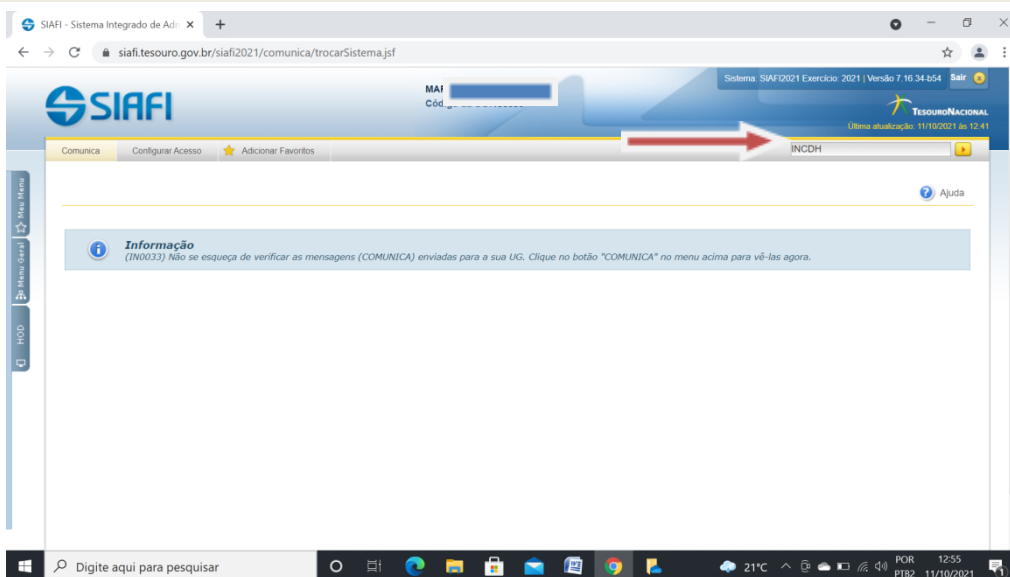 SIAFI - Sistema Integrado de Adm
siafi.tesouro.gov.br/siafi2021/comunica/trocarSistema.jsf
Sistema: SIAFI2021 Exercício: 2021 | Versão 7.16.34-b54 Sair
SIAFI
TESOURONACIONAL
Última atualização: 11/10/2021 às 12:41
Comunica Configurar Acesso Adicionar Favoritos INCDH
Ajuda
Meu Menu
Menu Geral
HOD
Informação
(IN0033) Não se esqueça de verificar as mensagens (COMUNICA) enviadas para a sua UG. Clique no botão "COMUNICA" no menu acima para vê-las agora.
Digite aqui para pesquisar
21°C
POR
PTB2
12:55
11/10/2021